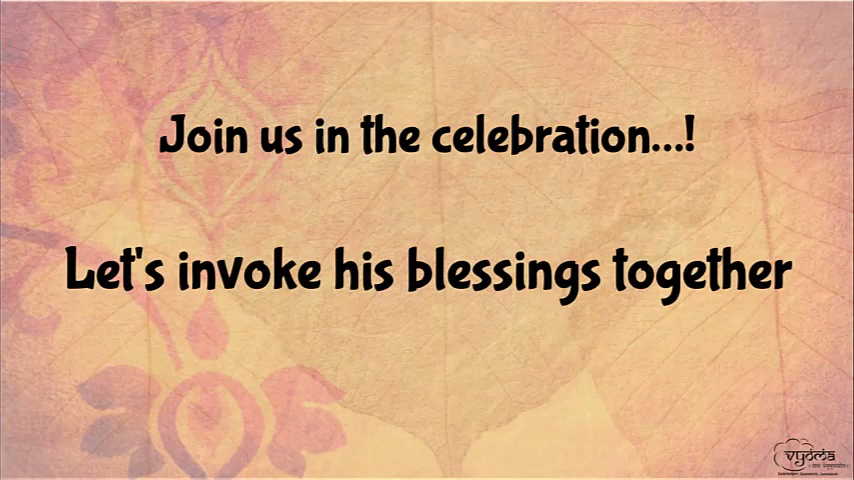 Join us in the celebration...!
Let's invoke his blessings together
vyoma